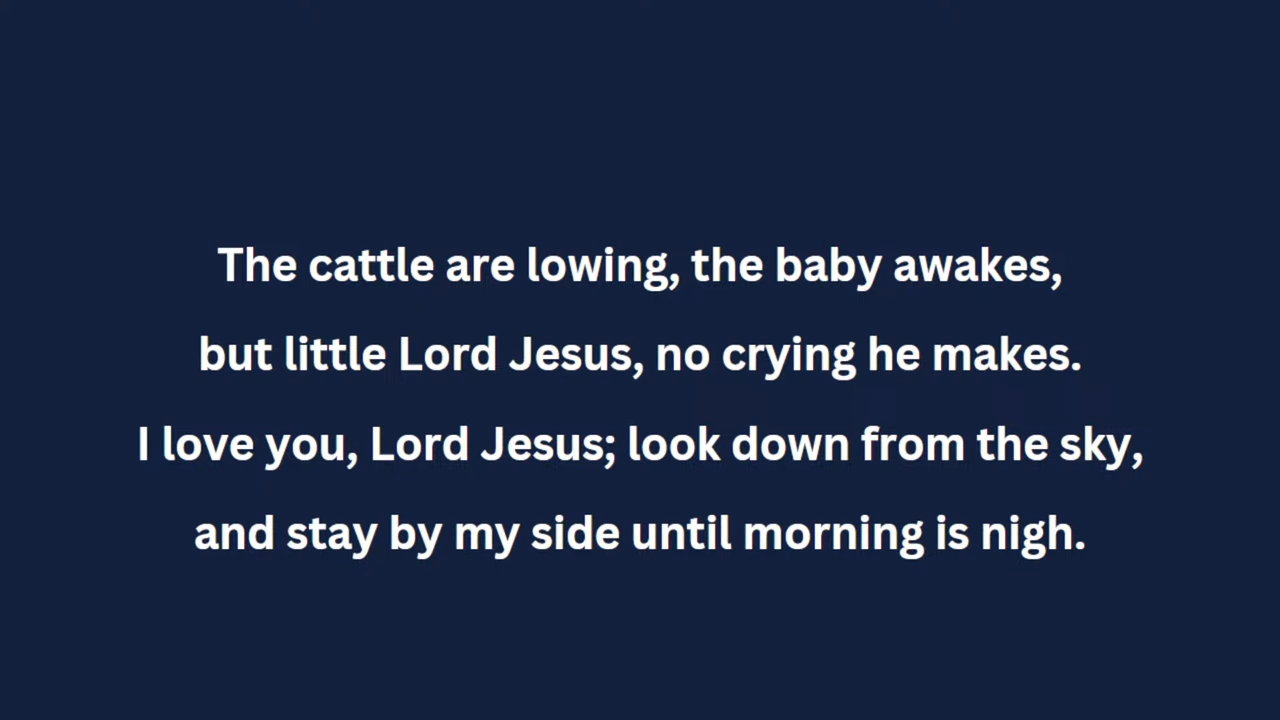 The cattle are lowing, the baby awakes,
but little Lord Jesus, no crying he makes.
I love you, Lord Jesus; look down from the sky,
and stay by my side until morning is nigh.